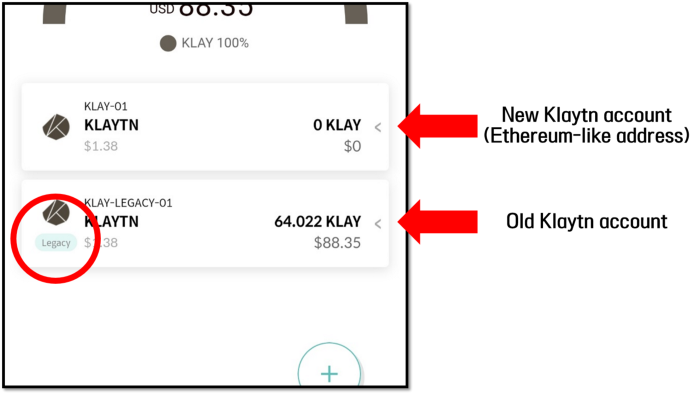 USD 88.35
KLAY 100%
KLAY-01
KLAYTN
0 KLAY
$1.38
$0
New Klaytn account
(Ethereum-like address)
KLAY-LEGACY-01
KLAYTN
64.022 KLAY
Legacy
$1.38
$88.35
Old Klaytn account